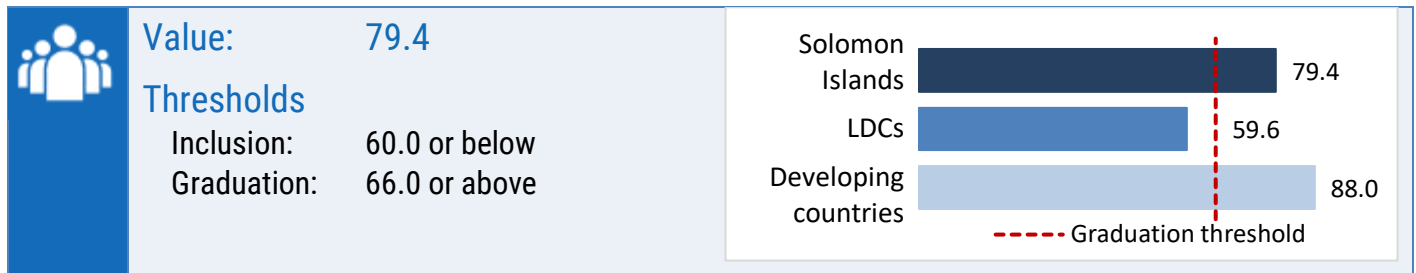 Value: 79.4
Thresholds
Inclusion: 60.0 or below
Graduation: 66.0 or above
Solomon
Islands
79.4
LDCs
59.6
Developing
countries
88.0
Graduation threshold